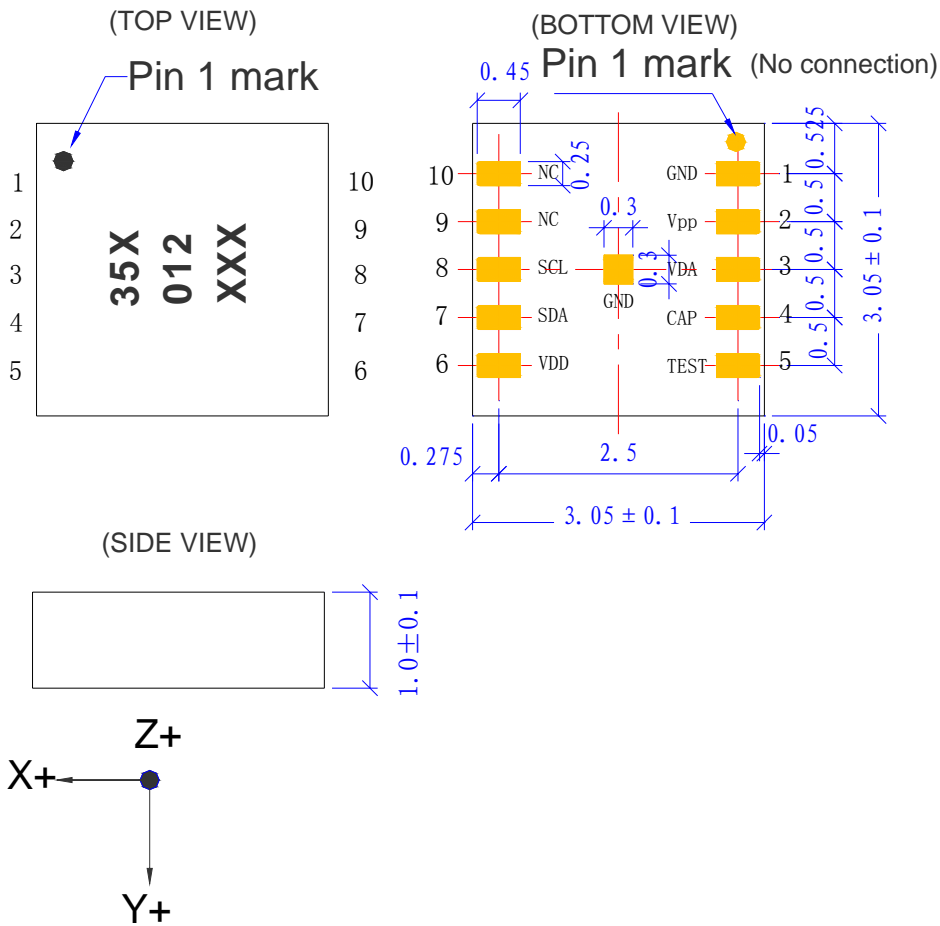 (TOP VIEW)
Pin 1 mark
1
2
3
4
5
10
9
8
7
6
35X
012
XXX
(BOTTOM VIEW)
Pin 1 mark (No connection)
0.45
0.25
0.3
0.3
10 NC
9 NC
8 SCL
7 SDA
6 VDD
GND
GND 1
Vpp 2
VDA 3
CAP 4
TEST 5
0.525
0.5
0.5
0.5
0.5
3.05±0.1
0.05
0.275
2.5
3.05±0.1
(SIDE VIEW)
1.0±0.1
Z+
X+
Y+